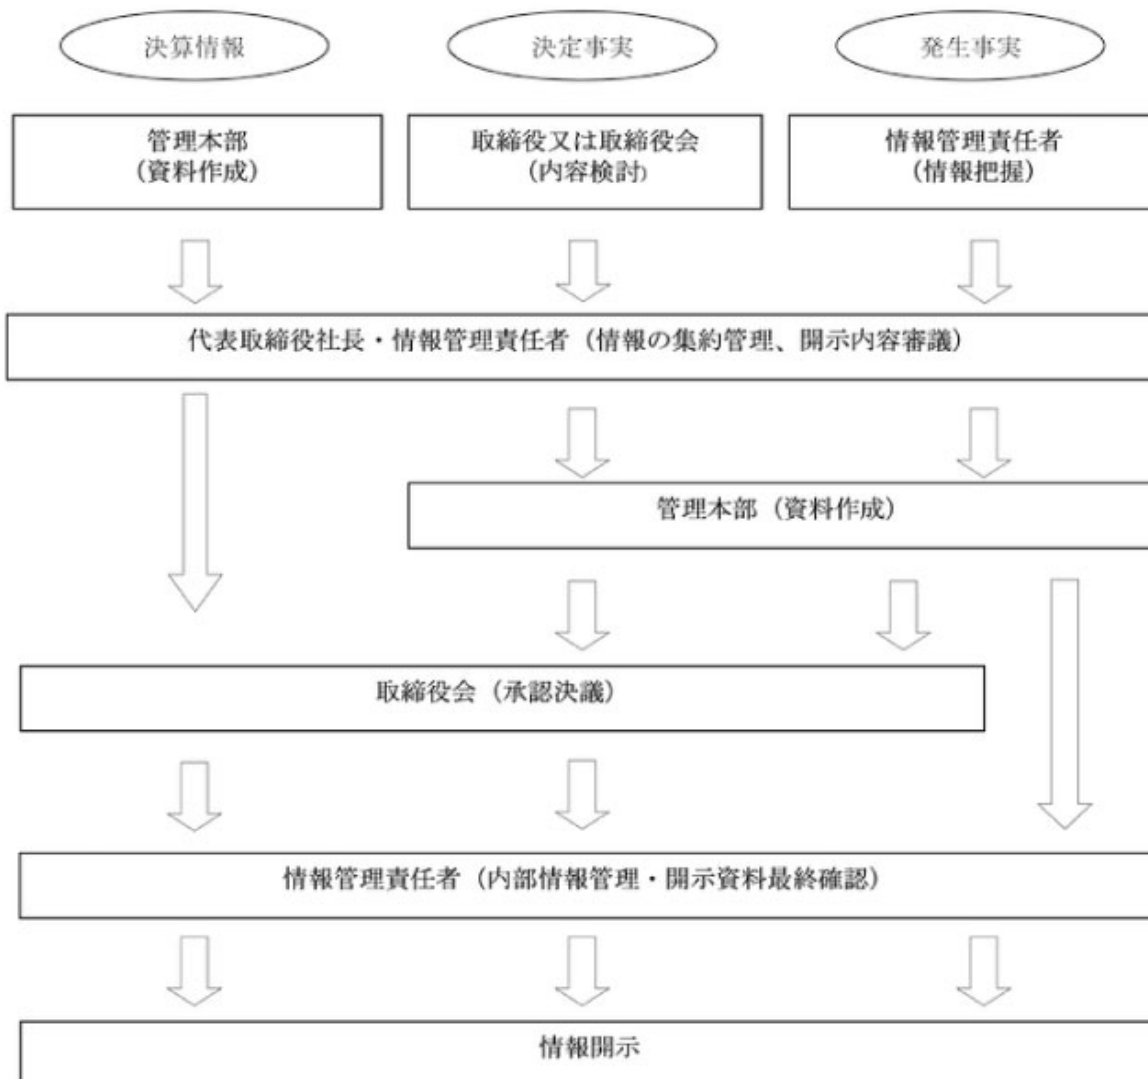 決算情報
決定事実
発生事実
管理本部
(資料作成)
取締役又は取締役会
(内容検討)
情報管理責任者
(情報把握)
代表取締役社長・情報管理責任者(情報の集約管理、開示内容審議)
管理本部(資料作成)
取締役会(承認決議)
情報管理責任者(内部情報管理・開示資料最終確認)
情報開示